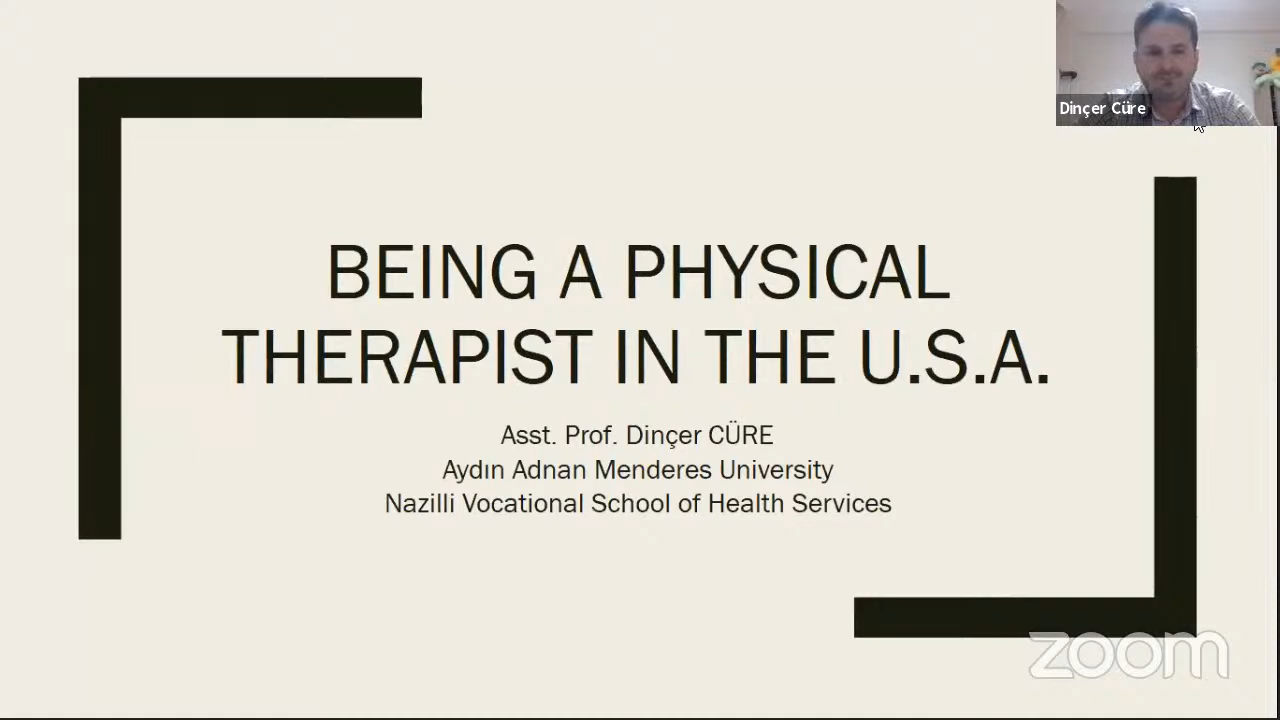 Dinçer Cüre
BEING A PHYSICAL
THERAPIST IN THE U.S.A.
Asst. Prof. Dinçer CÜRE
Aydın Adnan Menderes University
Nazilli Vocational School of Health Services
zoom